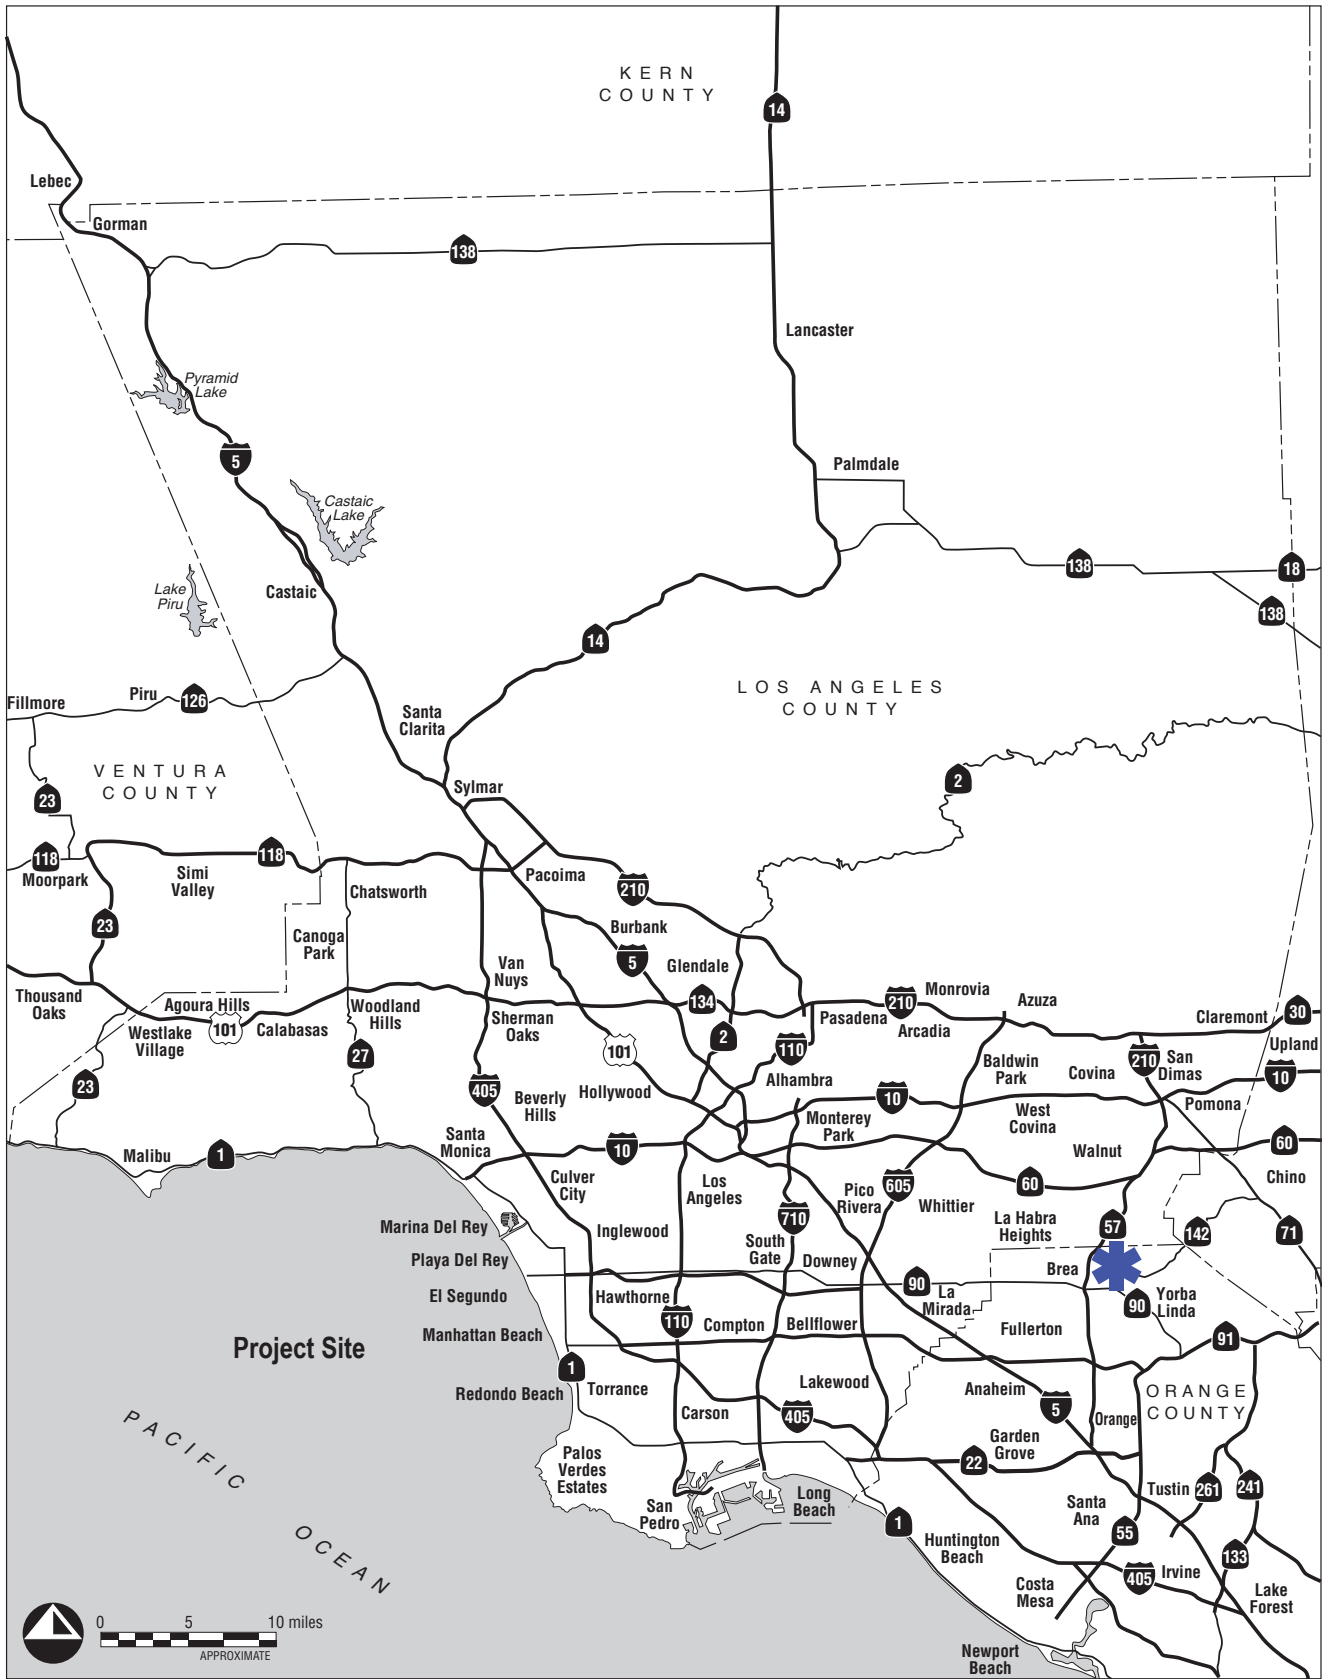 KERN
COUNTY
14
Lebec
Gorman
138
Lancaster
Pyramid
Lake
5
Palmdale
Castaic
Lake
138
18
Lake
Piru
Castaic
138
14
LOS ANGELES
COUNTY
Fillmore
Piru
126
Santa
Clarita
VENTURA
COUNTY
Sylmar
2
23
118
Moorpark
118
Simi
Valley
Chatsworth
Pacoima
210
23
Canoga
Park
Burbank
5
Van
Nuys
Glendale
134
Monrovia
210
Azuza
Thousand
Oaks
Agoura Hills
101
Westlake
Village
Calabasas
Woodland
Hills
Sherman
Oaks
101
2
110
Pasadena
Arcadia
Claremont
30
Upland
27
23
405
Beverly
Hills
Hollywood
Alhambra
10
Baldwin
Park
Covina
210
San
Dimas
10
Pomona
Monterey
Park
West
Covina
Malibu
1
Santa
Monica
10
Walnut
60
Culver
City
Los
Angeles
Pico
Rivera
605
Whittier
60
Chino
Marina Del Rey
Inglewood
710
South
Gate
Downey
La Habra
Heights
57
142
71
Playa Del Rey
Brea
El Segundo
Hawthorne
90
La
Mirada
90
Yorba
Linda
Manhattan Beach
110
Compton
Bellflower
Fullerton
91
Project Site
1
Redondo Beach
Torrance
Lakewood
Anaheim
5
ORANGE
COUNTY
Carson
405
Orange
Garden
Grove
22
PACIFIC
OCEAN
Palos
Verdes
Estates
San
Pedro
Long
Beach
1
Santa
Ana
Tustin
261
241
55
Huntington
Beach
133
Costa
Mesa
405
Irvine
Lake
Forest
Newport
Beach
0 5 10 miles
APPROXIMATE